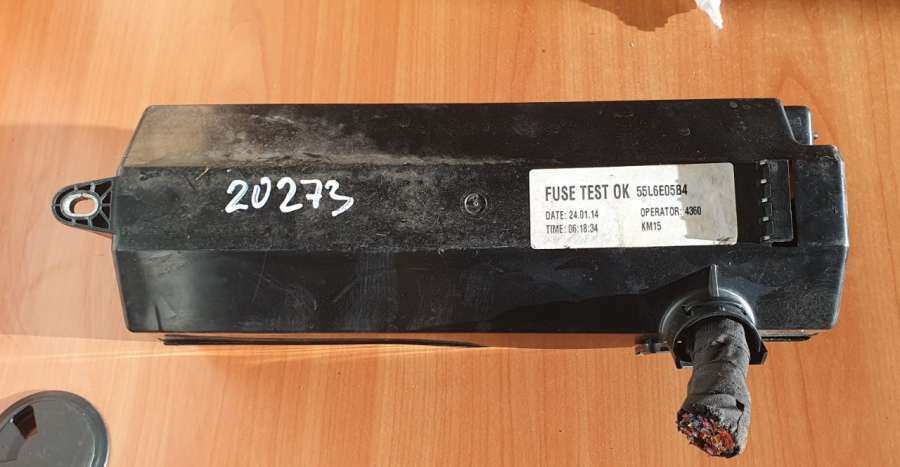 20273
FUSE TEST OK 55L6E05B4
DATE: 24.01.14 OPERATOR: 4360
TIME: 06:18:34 KM15